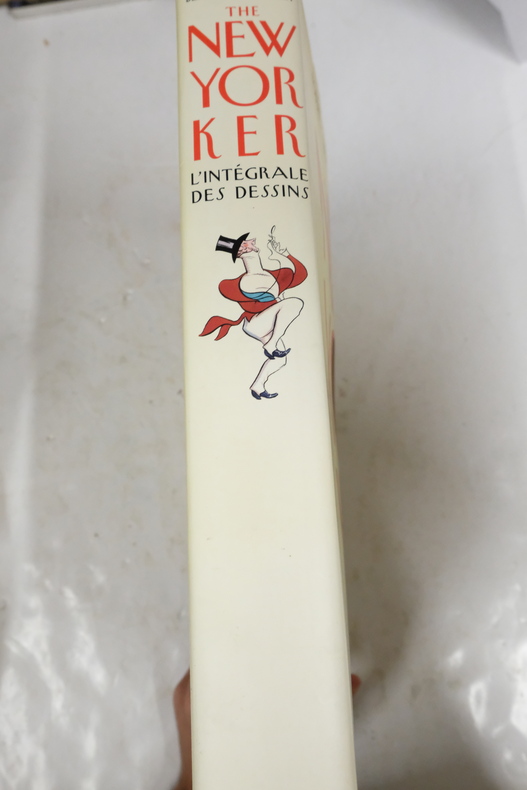 THE
NEW
YOR
KER
L'INTÉGRALE
DES DESSINS